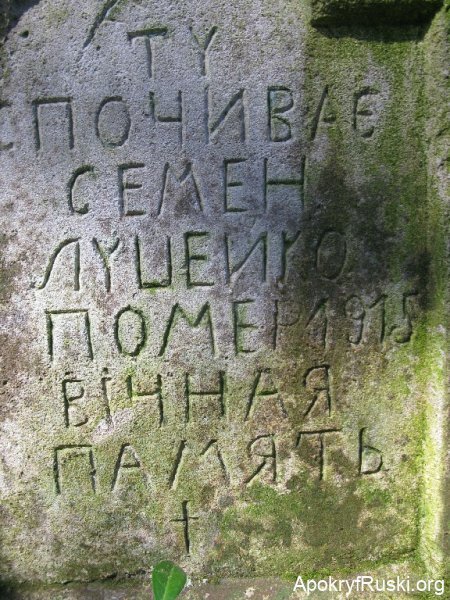 ТУ
СПОЧИВАЄ
СЕМЕН
ЛУЦЕИКО
ПОМЕР 1915
ВІЧНАЯ
ПАМЯТЬ
ApokryfRuski.org